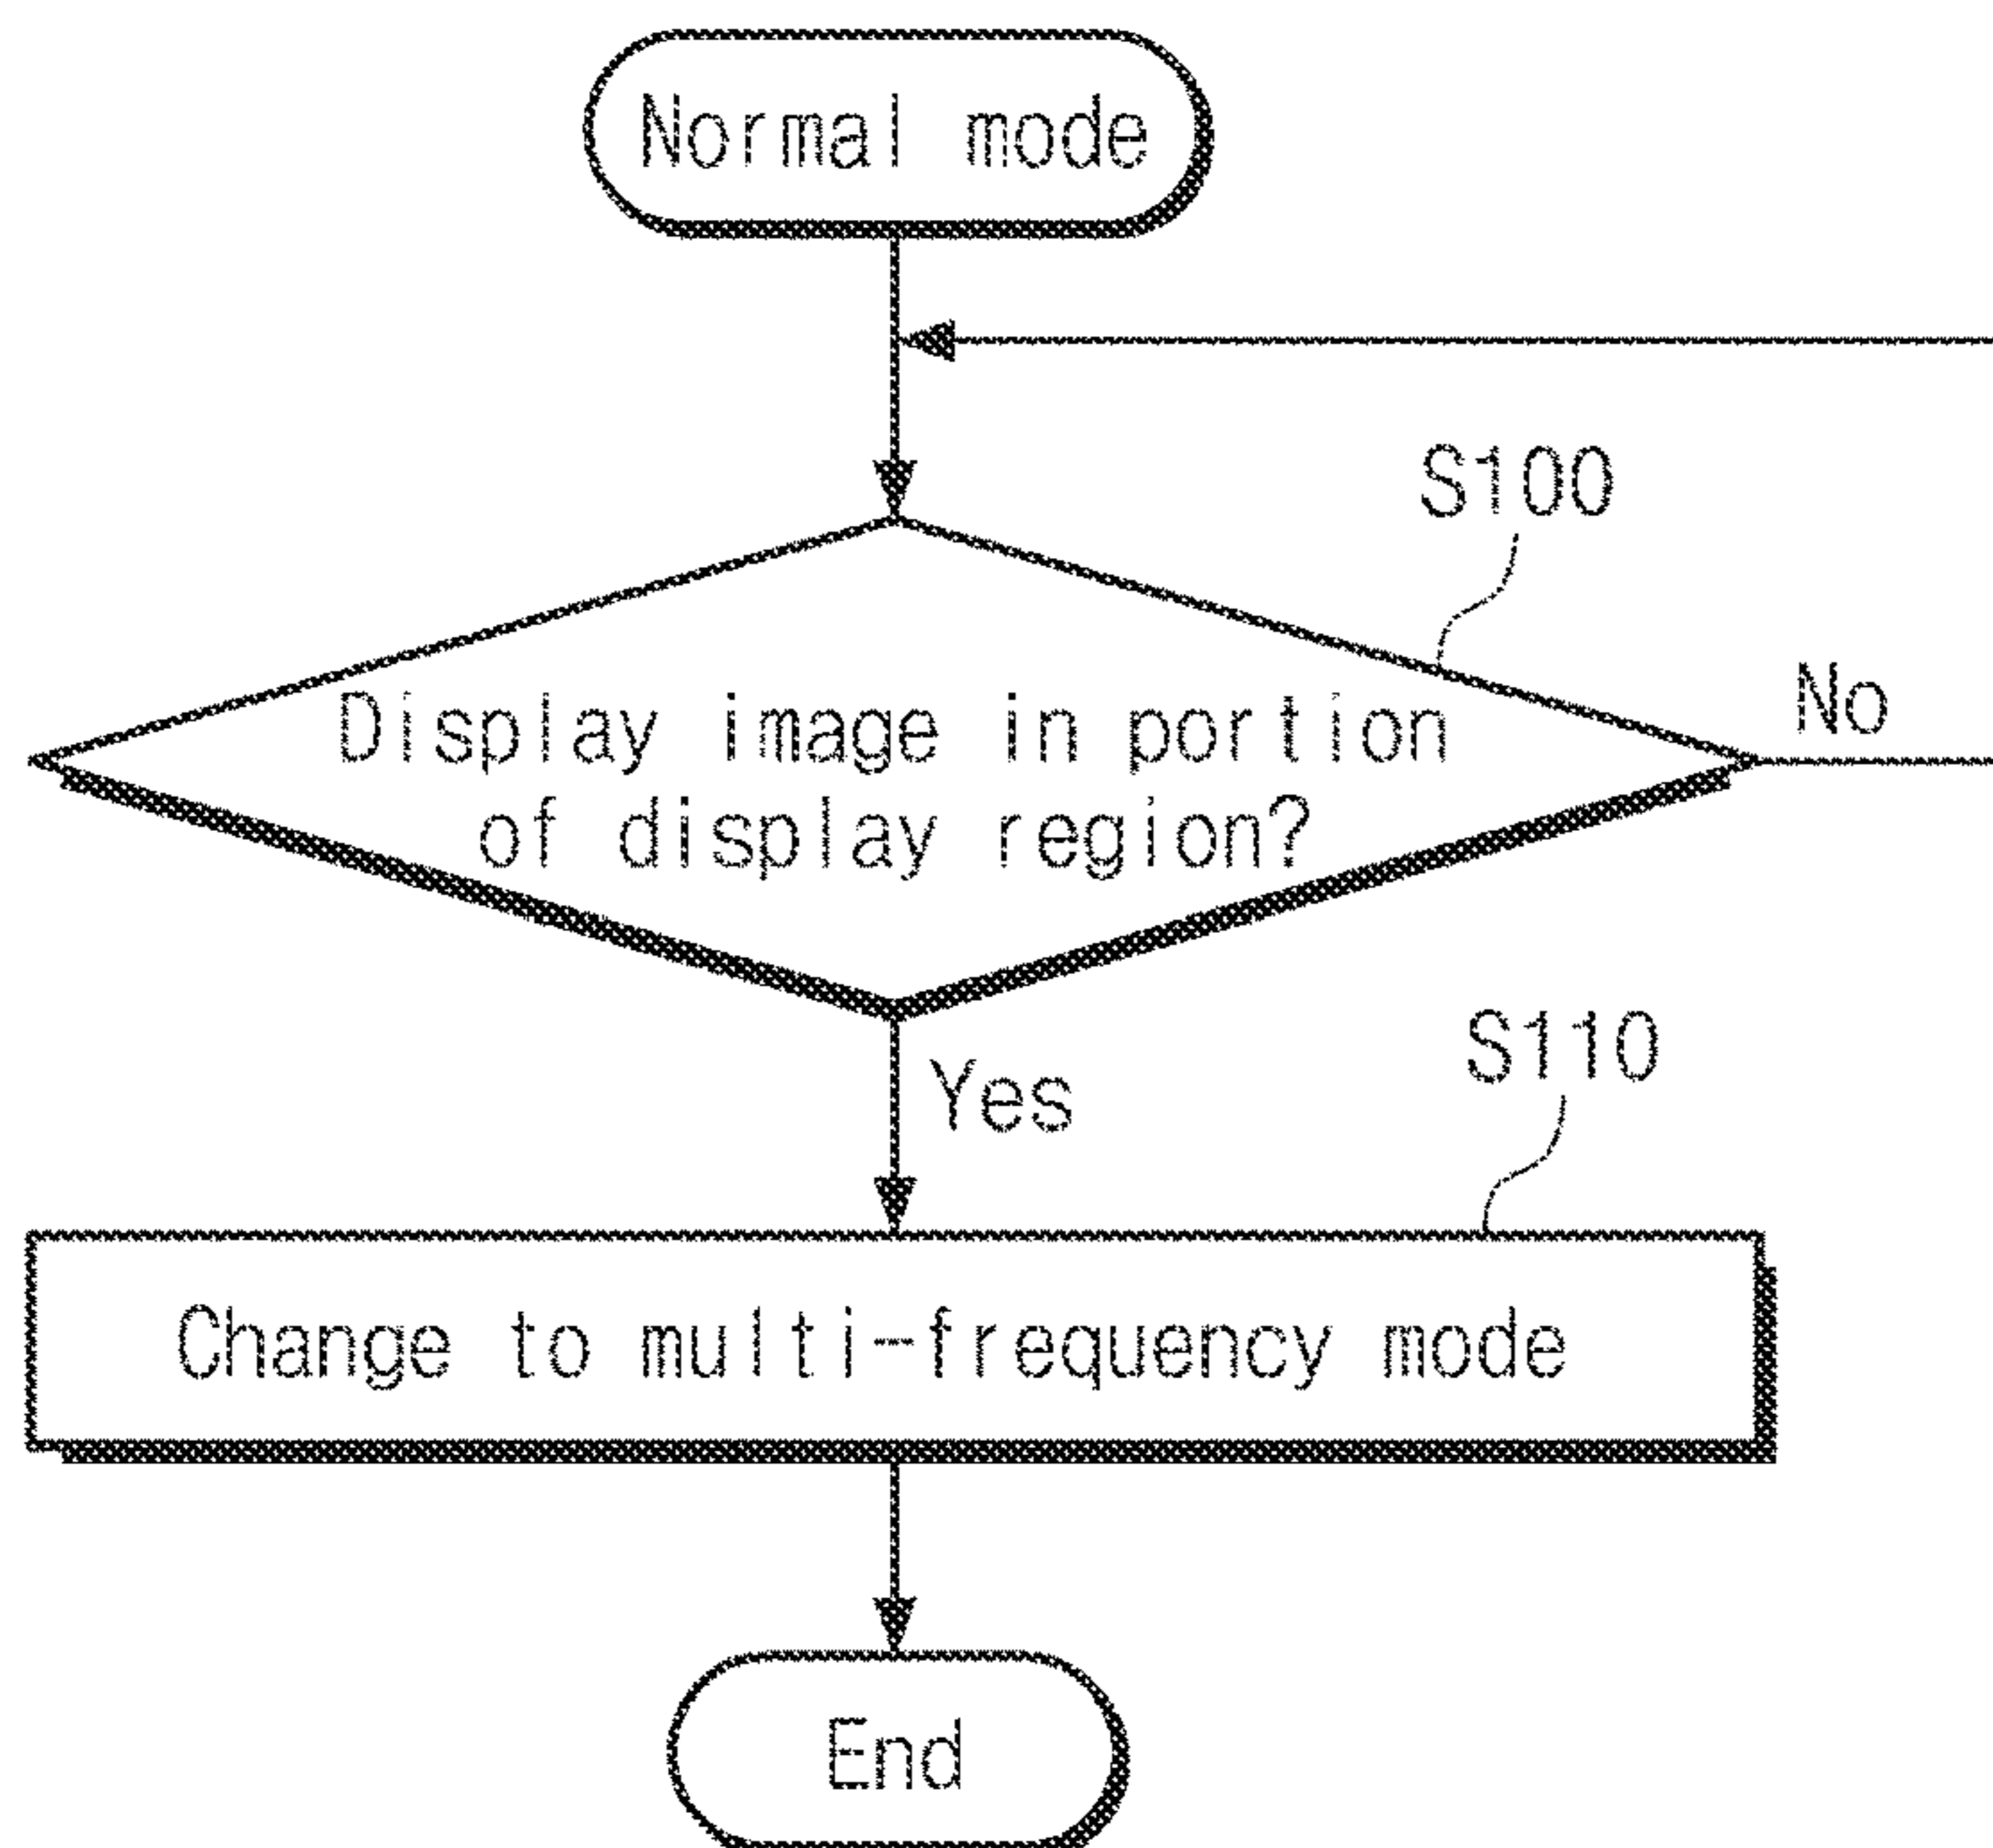 Normal mode
S100
Display image in portion
of display region?
No
Yes
S110
Change to multi-frequency mode
End